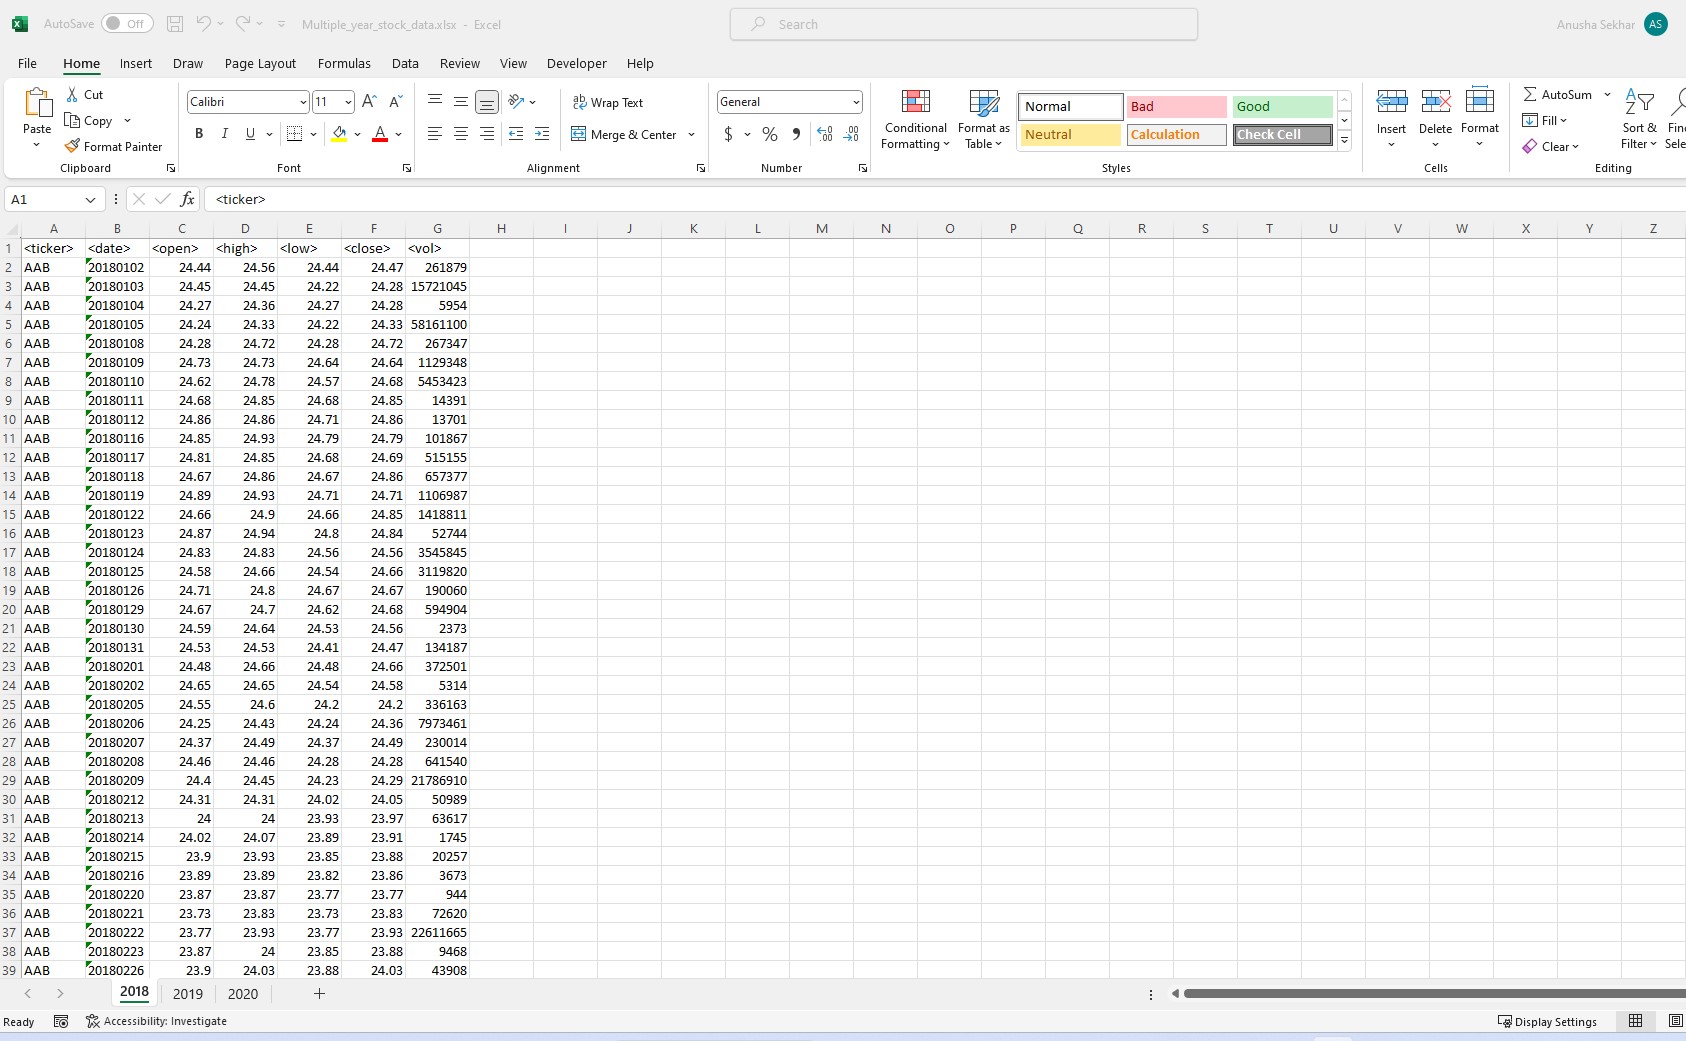 AutoSave Off Multiple_year_stock_data.xlsx - Excel Search Anusha Sekhar AS
File Home Insert Draw Page Layout Formulas Data Review View Developer Help
Paste Cut Copy Format Painter Clipboard
Calibri 11 A A B I U A Font
ab Wrap Text Merge & Center Alignment
General $ % Number
Conditional Formatting Format as Table Normal Bad Good Neutral Calculation Check Cell Styles
Insert Delete Format Cells
AutoSum Fill Clear Sort & Filter Editing
A1 fx <ticker>
A B C D E F G H I J K L M N O P Q R S T U V W X Y Z
1 <ticker> <date> <open> <high> <low> <close> <vol>
2 AAB 20180102 24.44 24.56 24.44 24.47 261879
3 AAB 20180103 24.45 24.45 24.22 24.28 15721045
4 AAB 20180104 24.27 24.36 24.27 24.28 5954
5 AAB 20180105 24.24 24.33 24.22 24.33 58161100
6 AAB 20180108 24.28 24.72 24.28 24.72 267347
7 AAB 20180109 24.73 24.73 24.64 24.64 1129348
8 AAB 20180110 24.62 24.78 24.57 24.68 5453423
9 AAB 20180111 24.68 24.85 24.68 24.85 14391
10 AAB 20180112 24.86 24.86 24.71 24.86 13701
11 AAB 20180116 24.85 24.93 24.79 24.79 101867
12 AAB 20180117 24.81 24.85 24.68 24.69 515155
13 AAB 20180118 24.67 24.86 24.67 24.86 657377
14 AAB 20180119 24.89 24.93 24.71 24.71 1106987
15 AAB 20180122 24.66 24.9 24.66 24.85 1418811
16 AAB 20180123 24.87 24.94 24.8 24.84 52744
17 AAB 20180124 24.83 24.83 24.56 24.56 3545845
18 AAB 20180125 24.58 24.66 24.54 24.66 3119820
19 AAB 20180126 24.71 24.8 24.67 24.67 190060
20 AAB 20180129 24.67 24.7 24.62 24.68 594904
21 AAB 20180130 24.59 24.64 24.53 24.56 2373
22 AAB 20180131 24.53 24.53 24.41 24.47 134187
23 AAB 20180201 24.48 24.66 24.48 24.66 372501
24 AAB 20180202 24.65 24.65 24.54 24.58 5314
25 AAB 20180205 24.55 24.6 24.2 24.2 336163
26 AAB 20180206 24.25 24.43 24.24 24.36 7973461
27 AAB 20180207 24.37 24.49 24.37 24.49 230014
28 AAB 20180208 24.46 24.46 24.28 24.28 641540
29 AAB 20180209 24.4 24.45 24.23 24.29 21786910
30 AAB 20180212 24.31 24.31 24.02 24.05 50989
31 AAB 20180213 24 24 23.93 23.97 63617
32 AAB 20180214 24.02 24.07 23.89 23.91 1745
33 AAB 20180215 23.9 23.93 23.85 23.88 20257
34 AAB 20180216 23.89 23.89 23.82 23.86 3673
35 AAB 20180220 23.87 23.87 23.77 23.77 944
36 AAB 20180221 23.73 23.83 23.73 23.83 72620
37 AAB 20180222 23.77 23.93 23.77 23.93 22611665
38 AAB 20180223 23.87 24 23.85 23.88 9468
39 AAB 20180226 23.9 24.03 23.88 24.03 43908
2018 2019 2020
Ready Accessibility: Investigate Display Settings